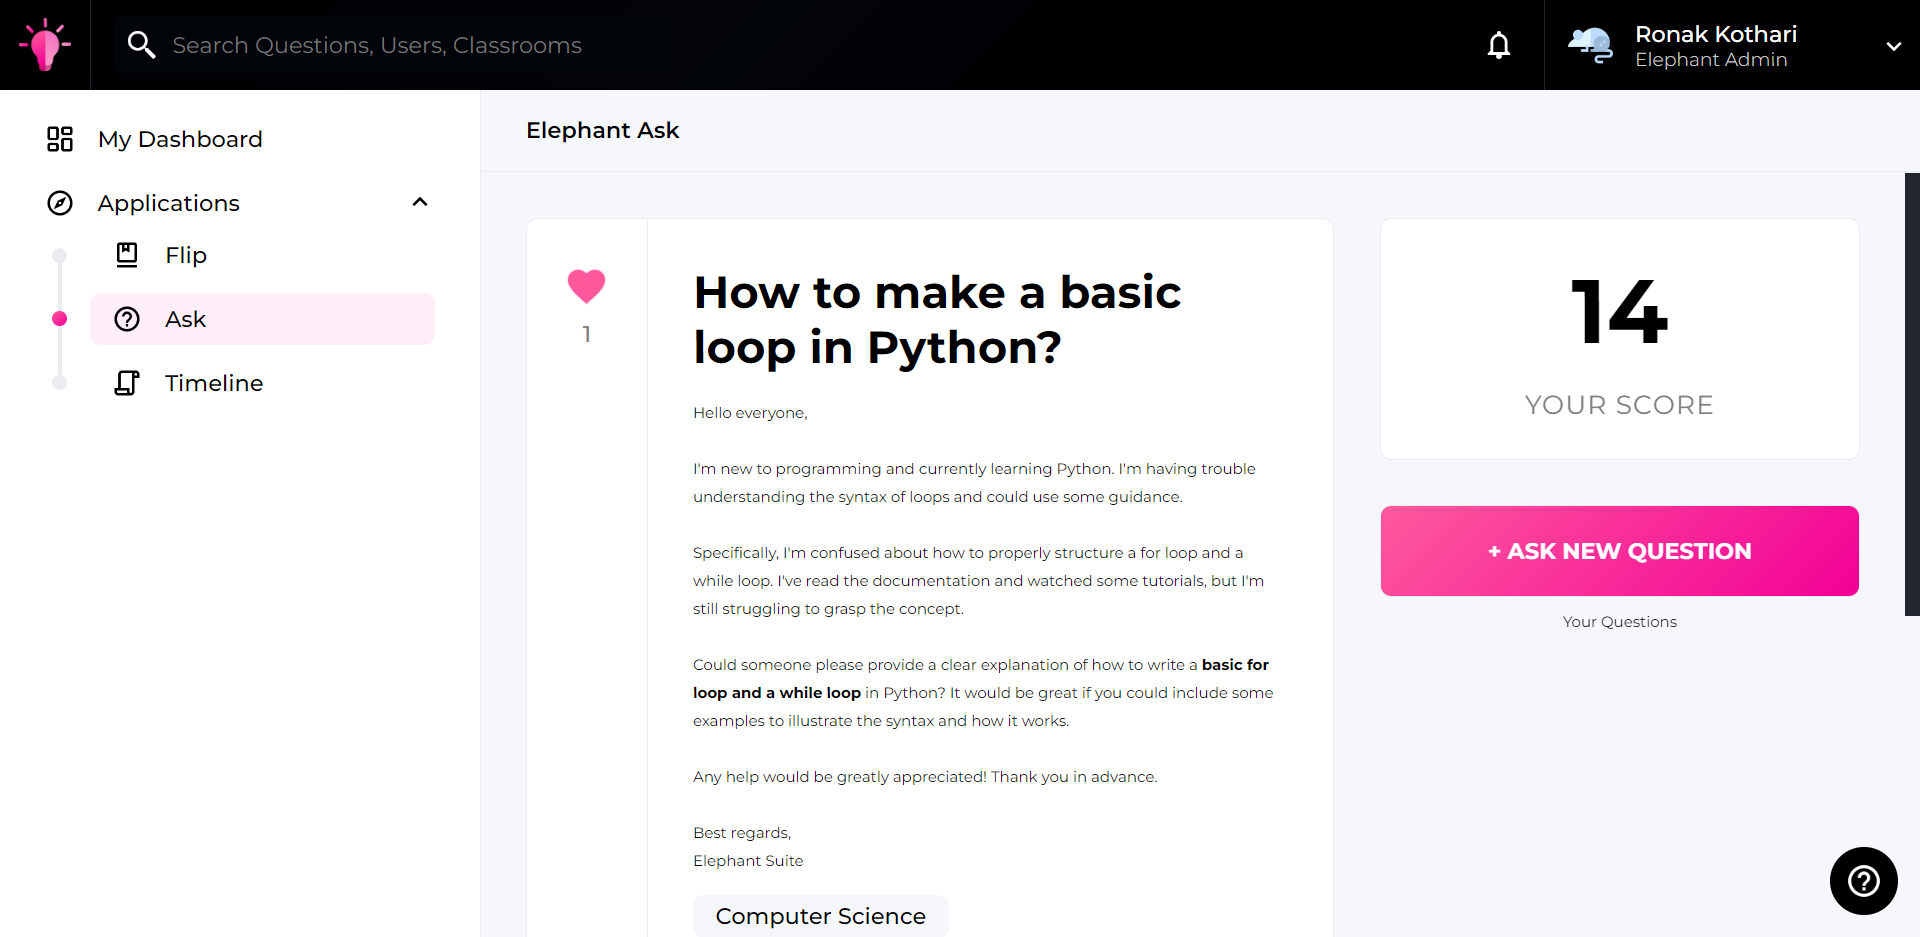 Search Questions, Users, Classrooms
Ronak Kothari
Elephant Admin
My Dashboard
Applications
Flip
Ask
Timeline
Elephant Ask
1
How to make a basic
loop in Python?
Hello everyone,
I'm new to programming and currently learning Python. I'm having trouble
understanding the syntax of loops and could use some guidance.
Specifically, I'm confused about how to properly structure a for loop and a
while loop. I've read the documentation and watched some tutorials, but I'm
still struggling to grasp the concept.
Could someone please provide a clear explanation of how to write a basic for
loop and a while loop in Python? It would be great if you could include some
examples to illustrate the syntax and how it works.
Any help would be greatly appreciated! Thank you in advance.
Best regards,
Elephant Suite
Computer Science
14
YOUR SCORE
+ ASK NEW QUESTION
Your Questions